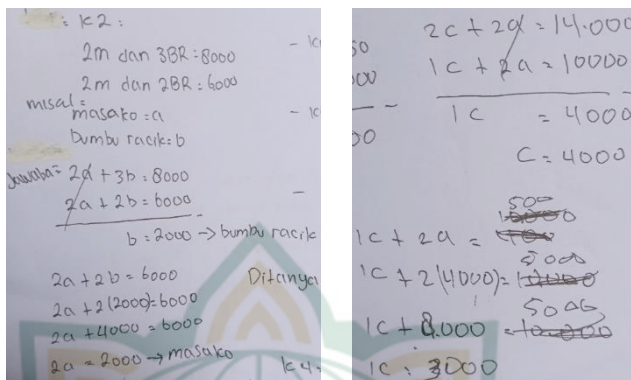 : K2 :
2m dan 3BR = 8000
2m dan 2BR = 6000
misal =
masako = a
Bumbu racik = b
Jawaba = 2a + 3b = 8000
2a + 2b = 6000
b = 2000 → bumbu racik
2a + 2b = 6000
Ditanya
2a + 2(2000) = 6000
2a + 4000 = 6000
2a = 2000 → masako
K4
2c + 2a = 14.000
1c + 2a = 10000
1c = 4000
C = 4000
500
1c + 2a =
5000
1c + 2(4000) =
5000
1c + 8.000 =
1c = 3000